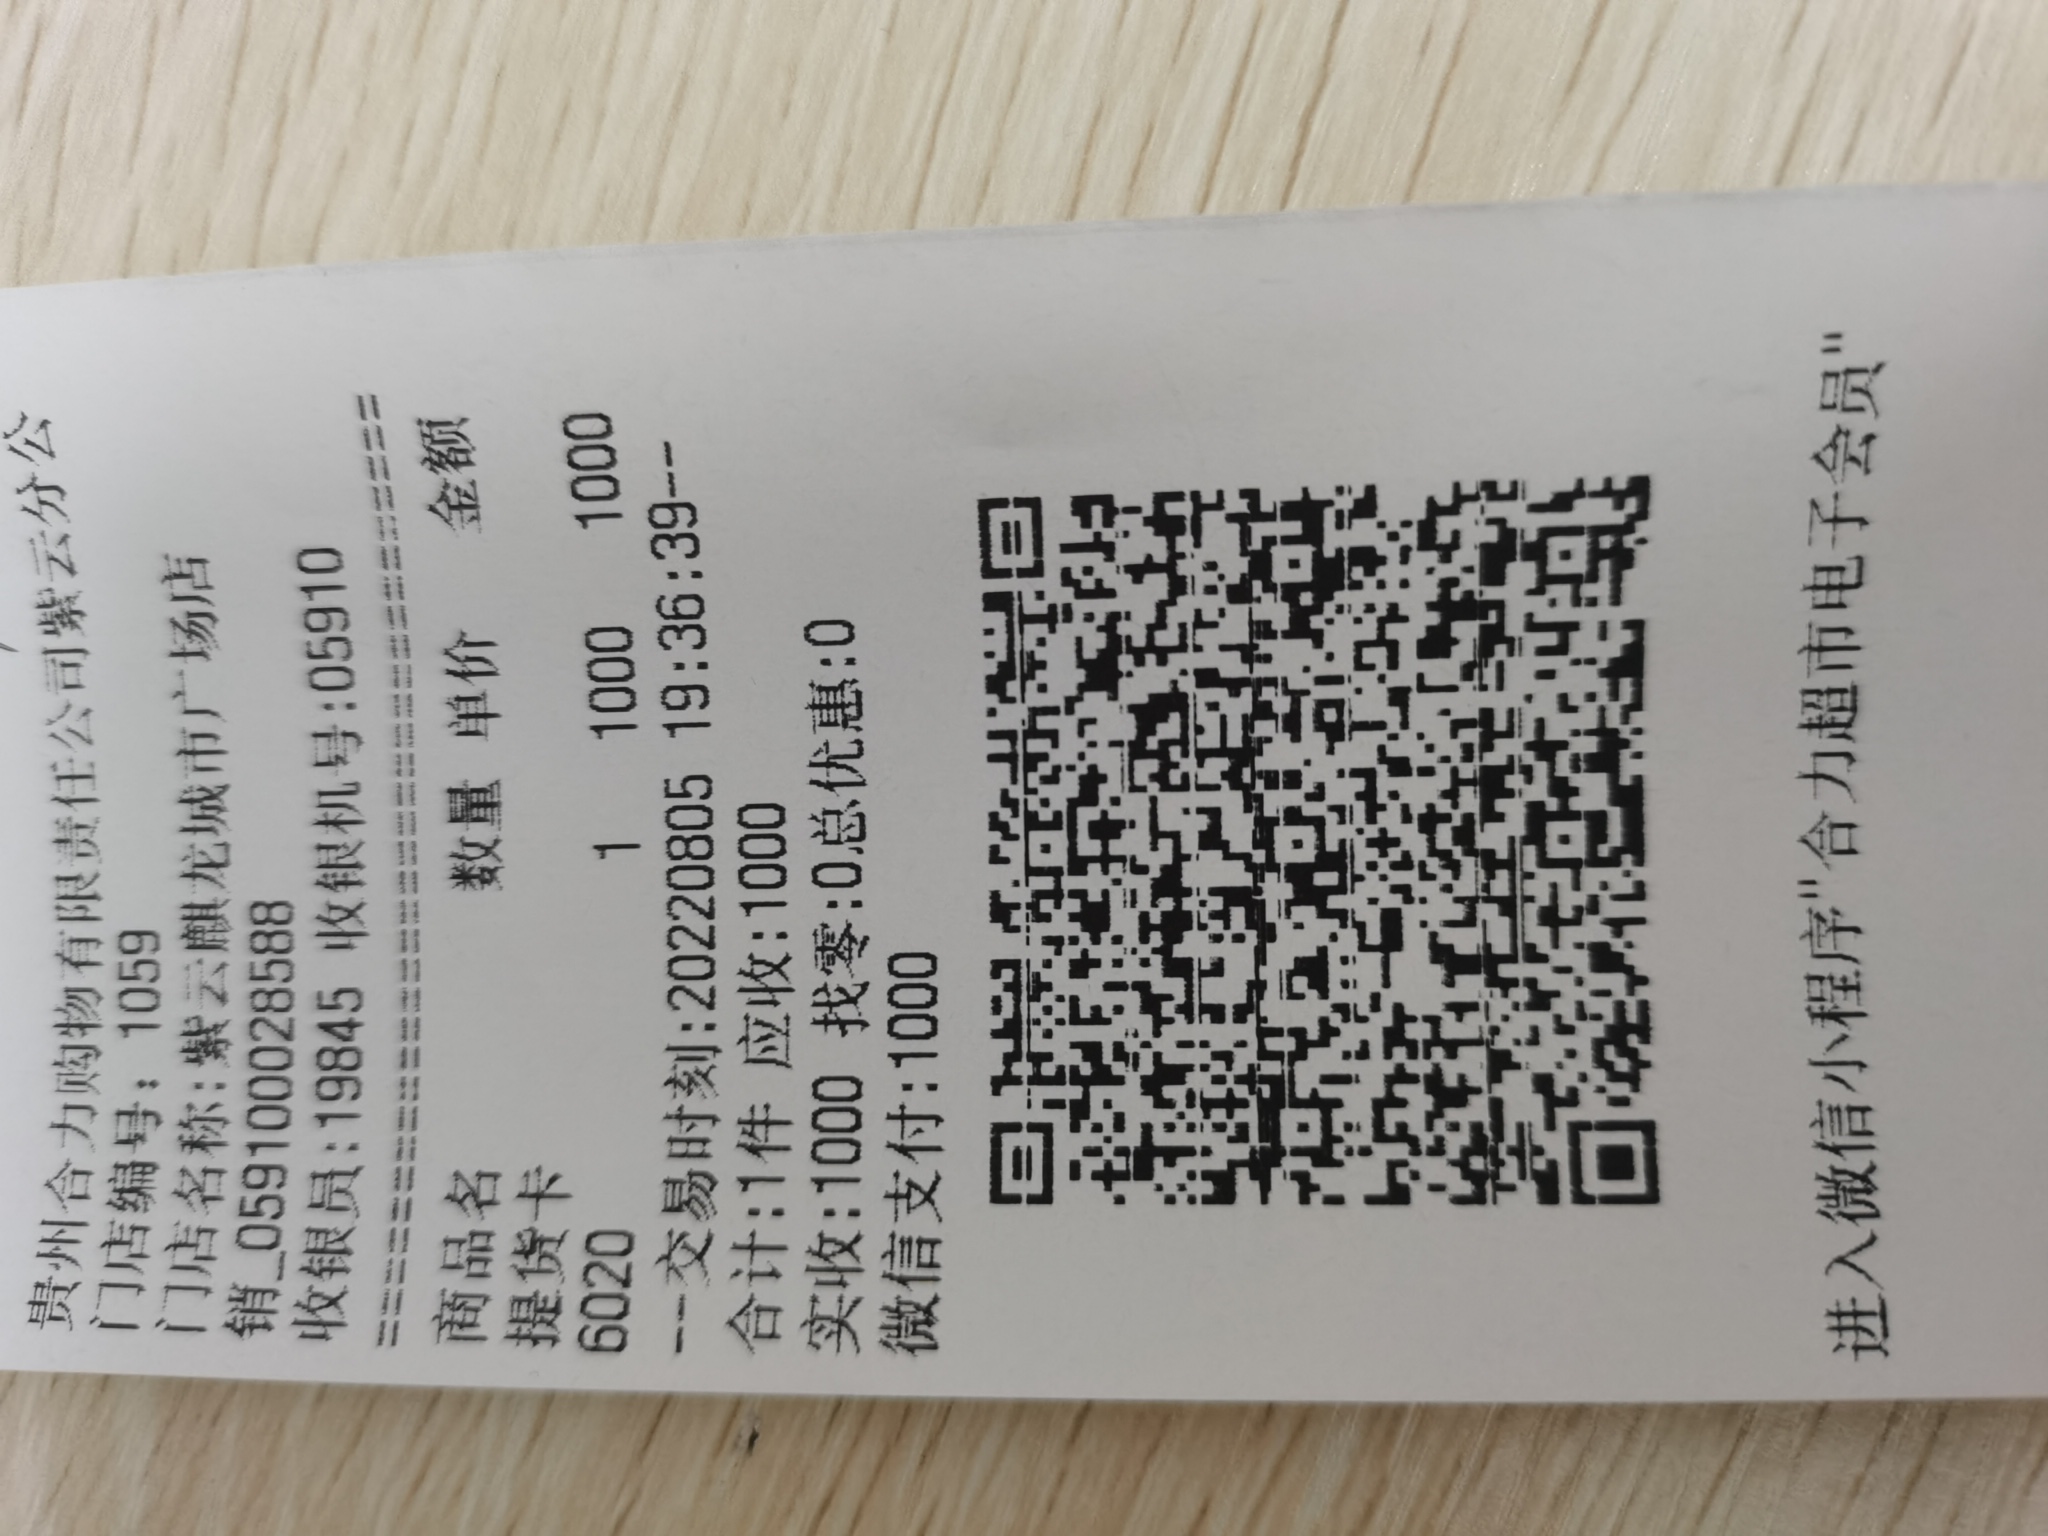 贵州合力购物有限责任公司紫云分公
门店编号: 1059
门店名称:紫云麒龙城市广场店
销_0591000028588
收银员:19845 收银机号:05910
======================================
商品名 数量 单价 金额
提货卡
6020 1 1000 1000
--交易时刻:20220805 19:36:39--
合计:1件 应收:1000
实收:1000 找零:0总优惠:0
微信支付:1000
进入微信小程序"合力超市电子会员"